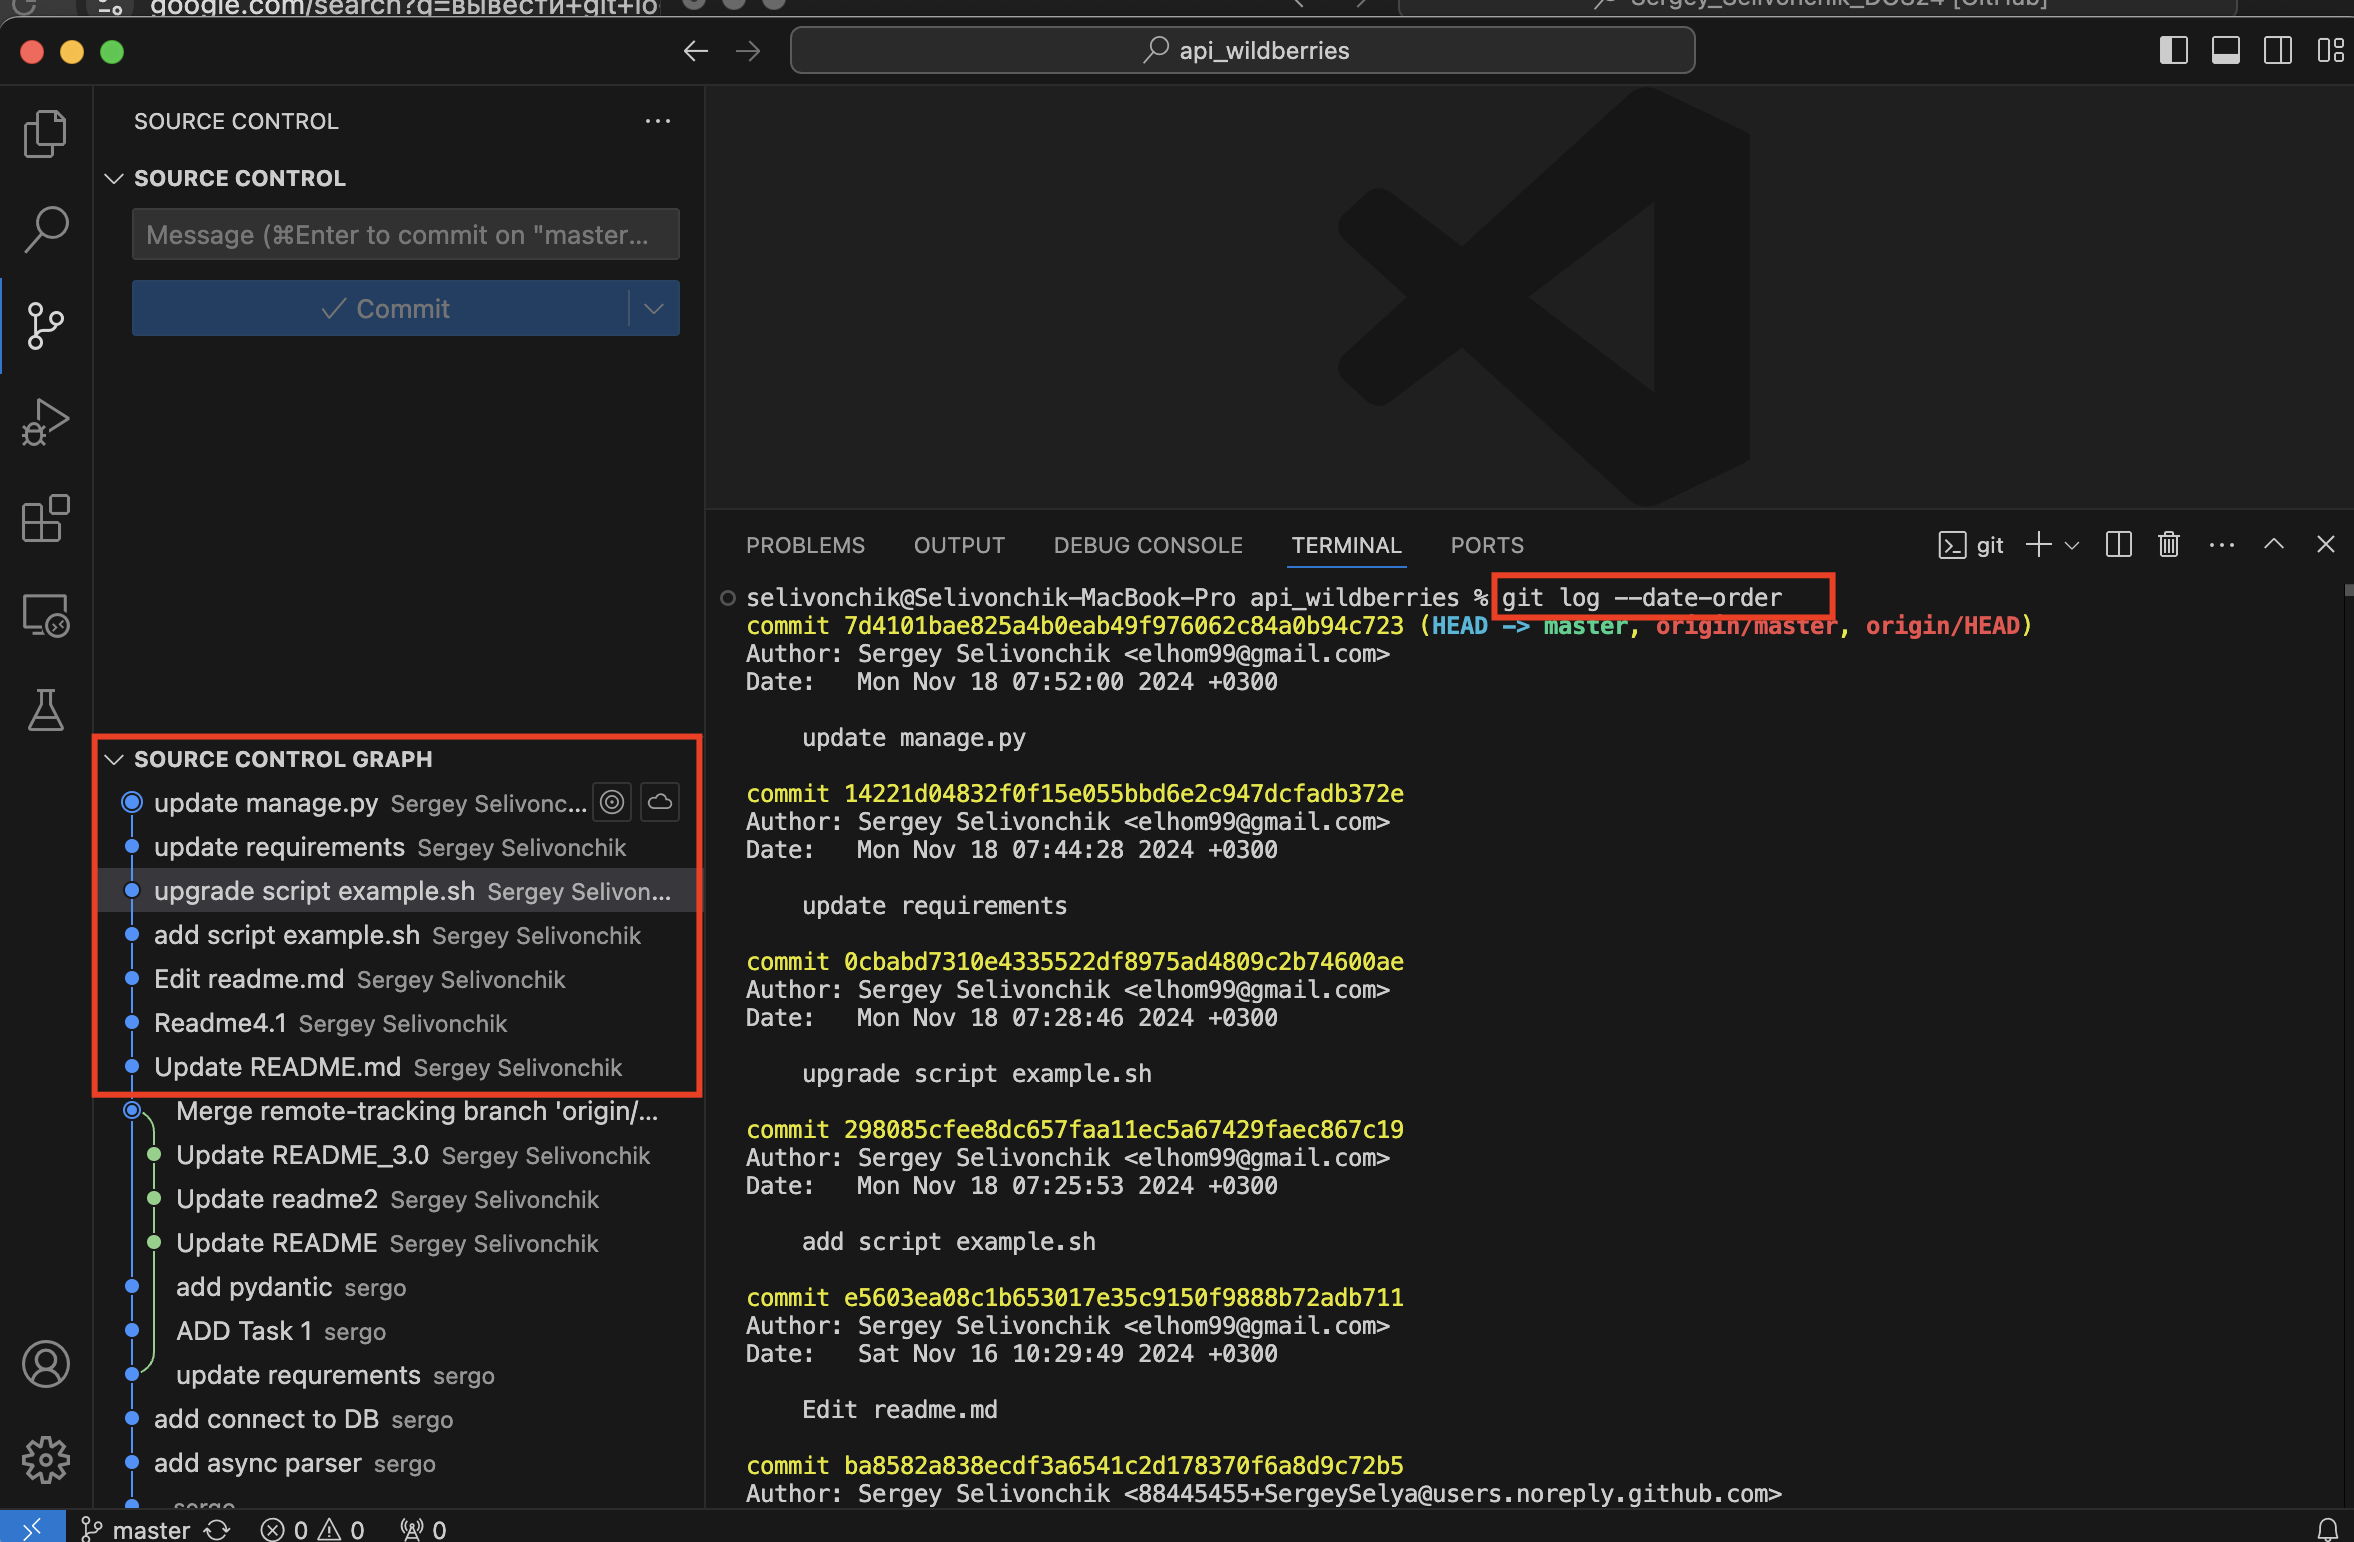 google.com/search?q=вывести+git+lo
Sergey_Selivonchik_DOS24 [GitHub]
api_wildberries
SOURCE CONTROL
SOURCE CONTROL
Message (⌘Enter to commit on "master...
Commit
SOURCE CONTROL GRAPH
update manage.py Sergey Selivonc...
update requirements Sergey Selivonchik
upgrade script example.sh Sergey Selivon...
add script example.sh Sergey Selivonchik
Edit readme.md Sergey Selivonchik
Readme4.1 Sergey Selivonchik
Update README.md Sergey Selivonchik
Merge remote-tracking branch 'origin/...
Update README_3.0 Sergey Selivonchik
Update readme2 Sergey Selivonchik
Update README Sergey Selivonchik
add pydantic sergo
ADD Task 1 sergo
update requrements sergo
add connect to DB sergo
add async parser sergo
sergo
PROBLEMS OUTPUT DEBUG CONSOLE TERMINAL PORTS
git
selivonchik@Selivonchik-MacBook-Pro api_wildberries % git log --date-order
commit 7d4101bae825a4b0eab49f976062c84a0b94c723 (HEAD -> master, origin/master, origin/HEAD)
Author: Sergey Selivonchik <elhom99@gmail.com>
Date:   Mon Nov 18 07:52:00 2024 +0300
update manage.py
commit 14221d04832f0f15e055bbd6e2c947dcfadb372e
Author: Sergey Selivonchik <elhom99@gmail.com>
Date:   Mon Nov 18 07:44:28 2024 +0300
update requirements
commit 0cbabd7310e4335522df8975ad4809c2b74600ae
Author: Sergey Selivonchik <elhom99@gmail.com>
Date:   Mon Nov 18 07:28:46 2024 +0300
upgrade script example.sh
commit 298085cfee8dc657faa11ec5a67429faec867c19
Author: Sergey Selivonchik <elhom99@gmail.com>
Date:   Mon Nov 18 07:25:53 2024 +0300
add script example.sh
commit e5603ea08c1b653017e35c9150f9888b72adb711
Author: Sergey Selivonchik <elhom99@gmail.com>
Date:   Sat Nov 16 10:29:49 2024 +0300
Edit readme.md
commit ba8582a838ecdf3a6541c2d178370f6a8d9c72b5
Author: Sergey Selivonchik <88445455+SergeySelya@users.noreply.github.com>
master 0 0 0